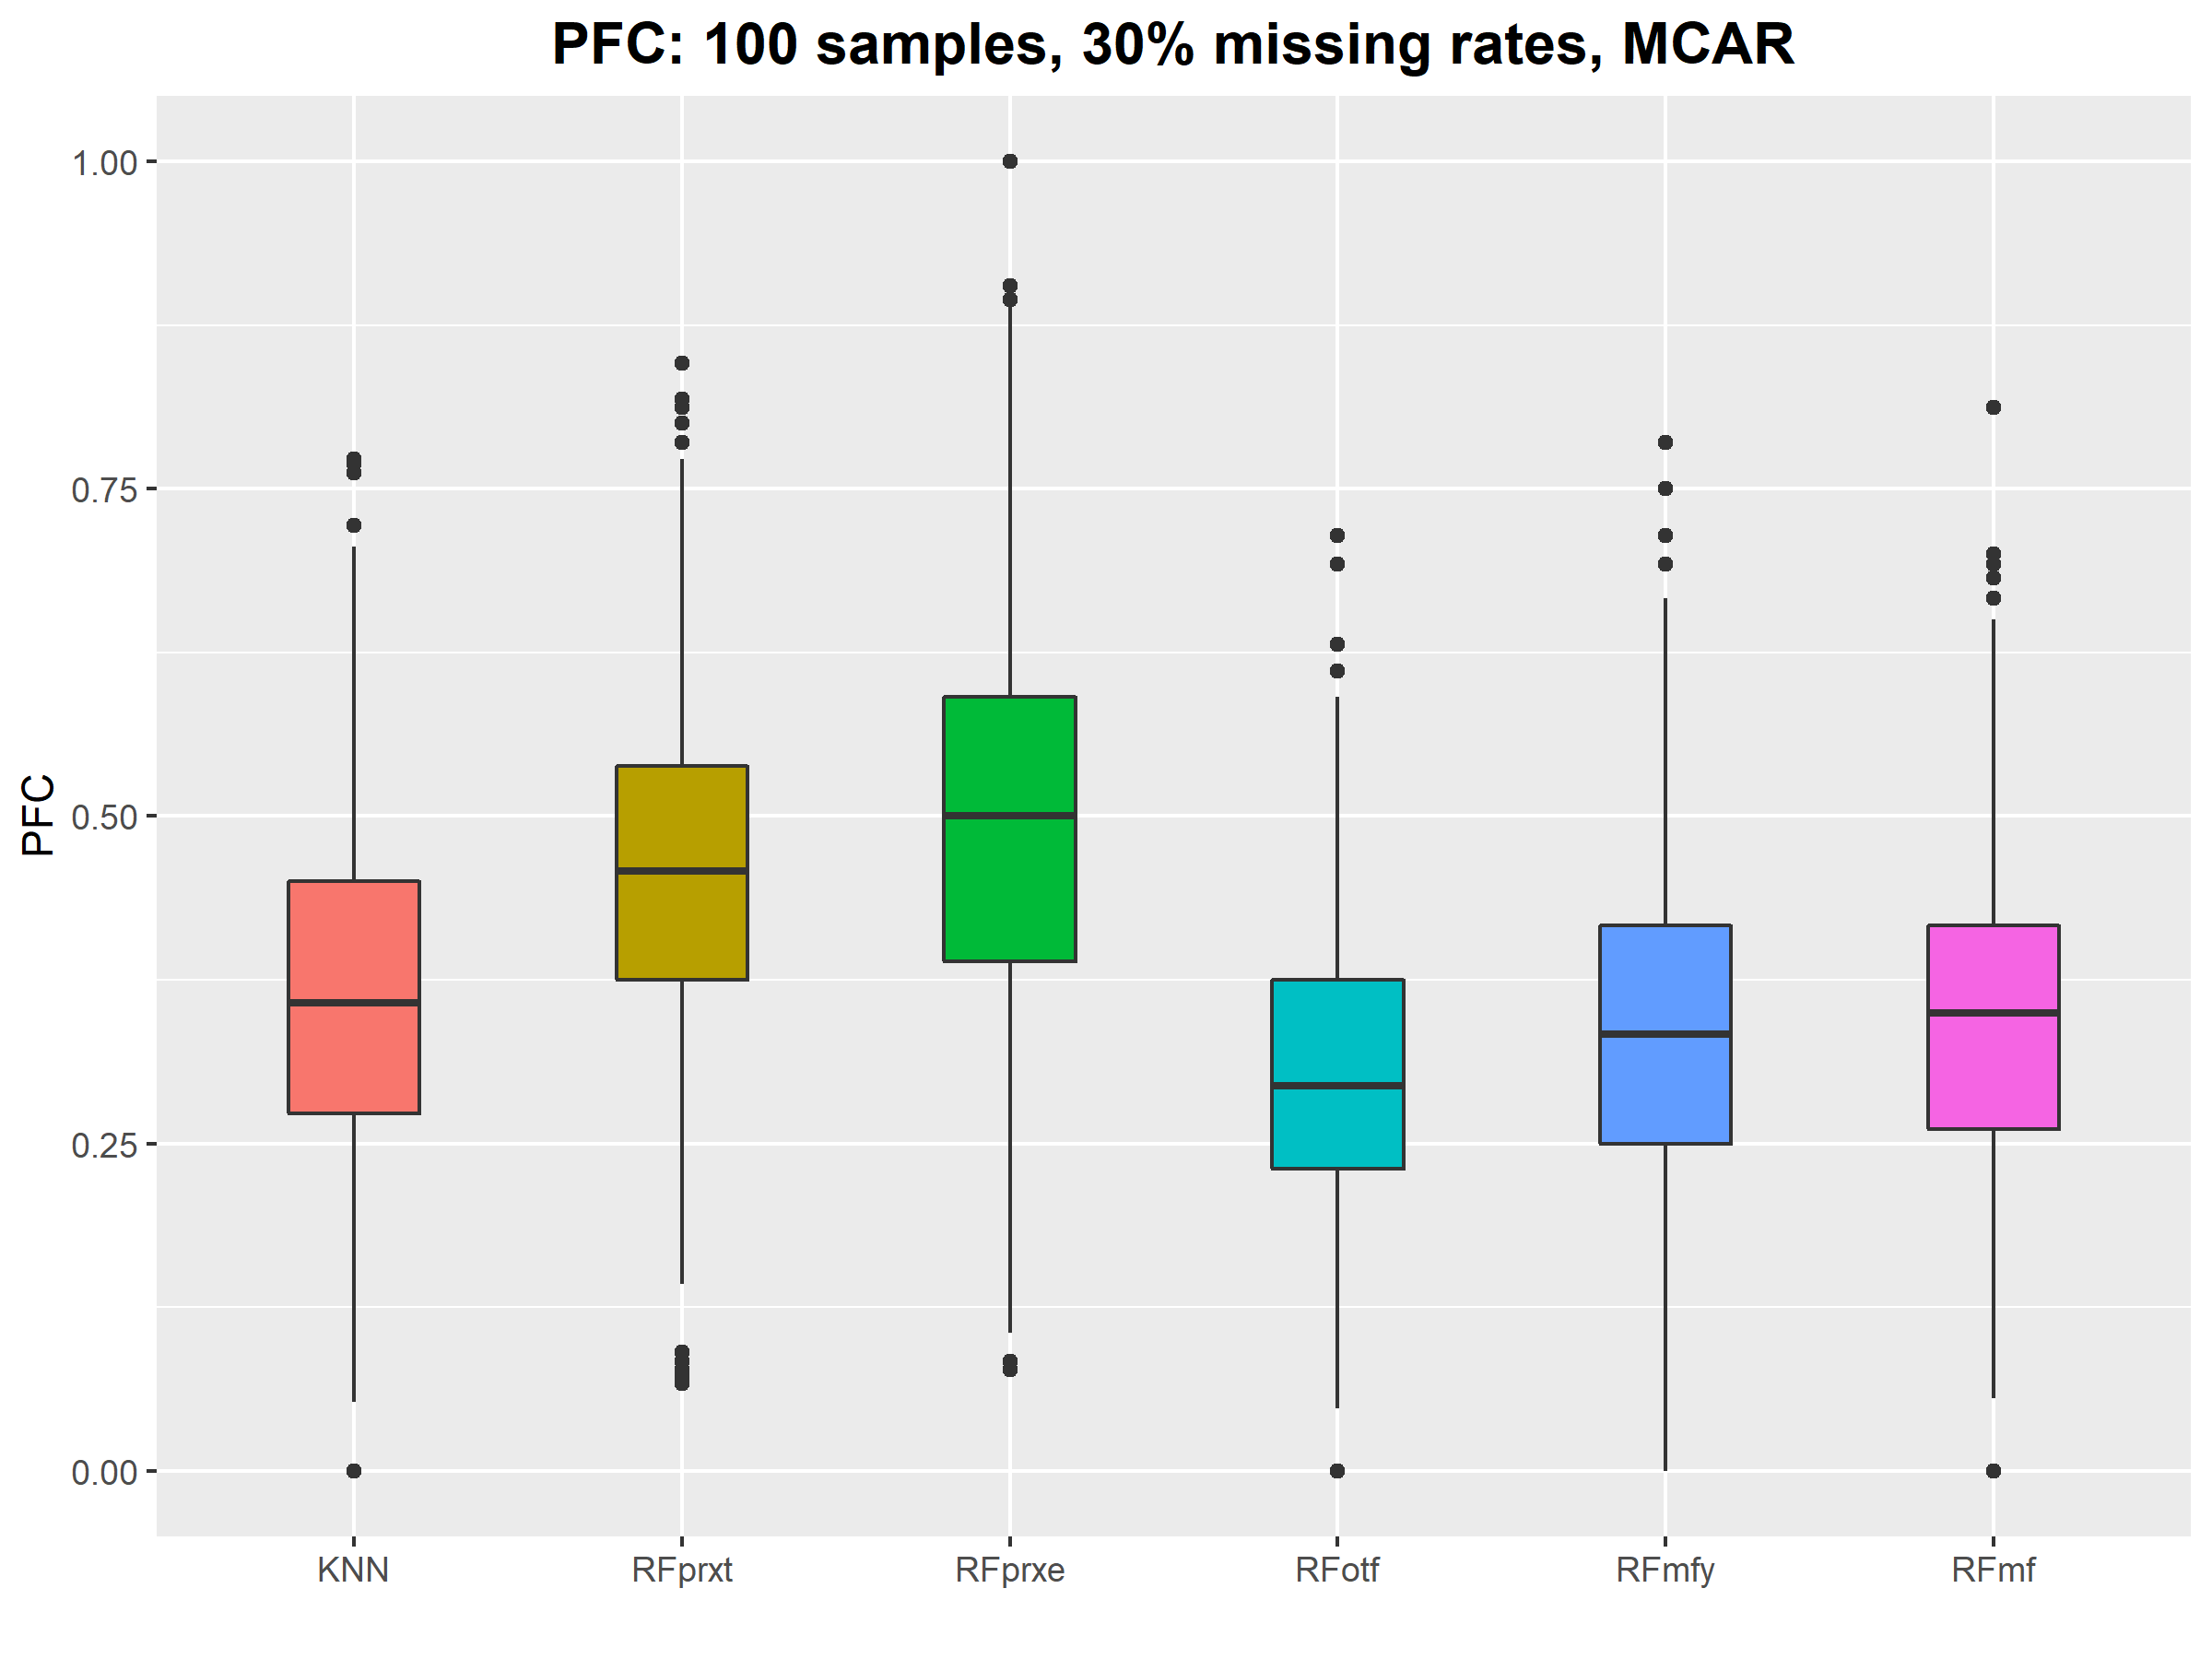 PFC: 100 samples, 30% missing rates, MCAR
PFC
1.00
0.75
0.50
0.25
0.00
KNN RFprxt RFprxe RFotf RFmfy RFmf